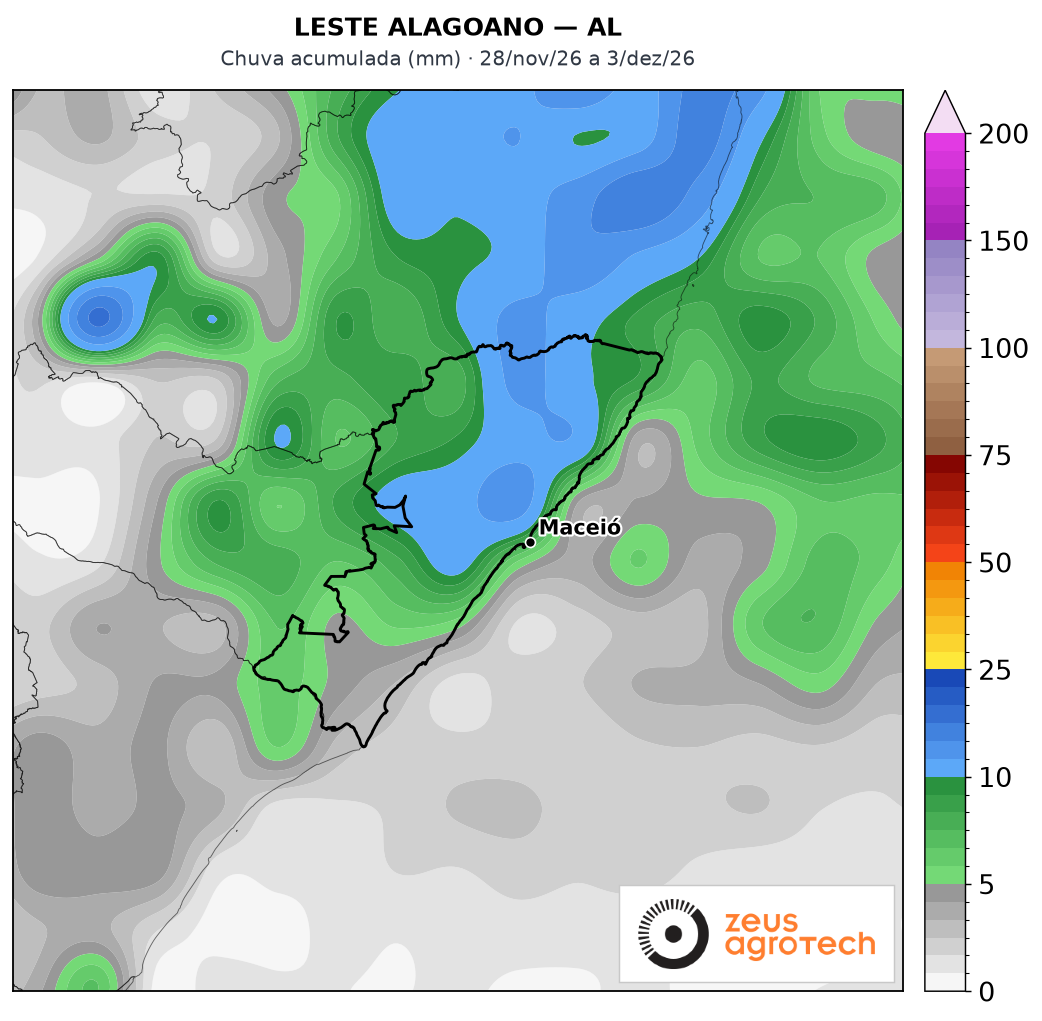 LESTE ALAGOANO — AL
Chuva acumulada (mm) · 28/nov/26 a 3/dez/26
200
150
100
75
50
25
10
5
0
Maceió
zeus
agrotech